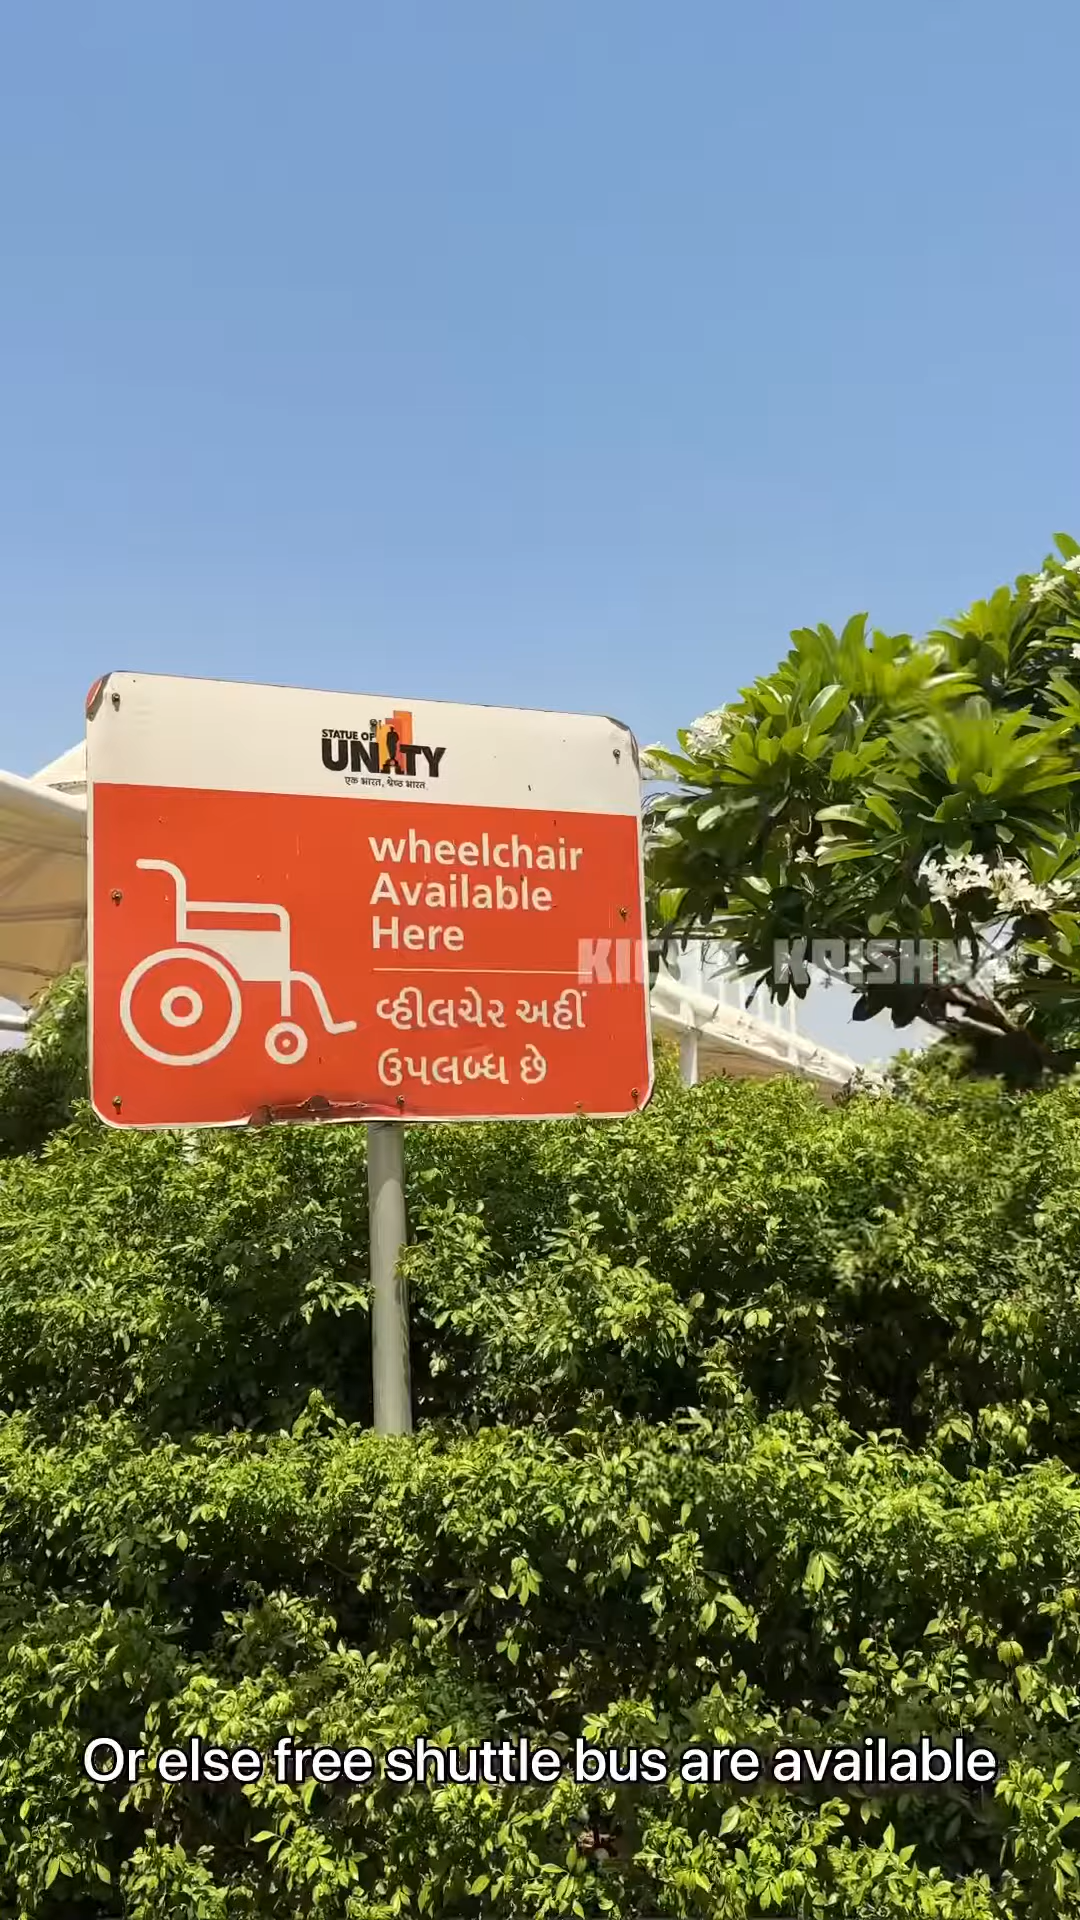 STATUE OF
UNITY
एक भारत, श्रेष्ठ भारत
wheelchair
Available
Here
વ્હીલચેર અહીં
ઉપલબ્ધ છે
Or else free shuttle bus are available